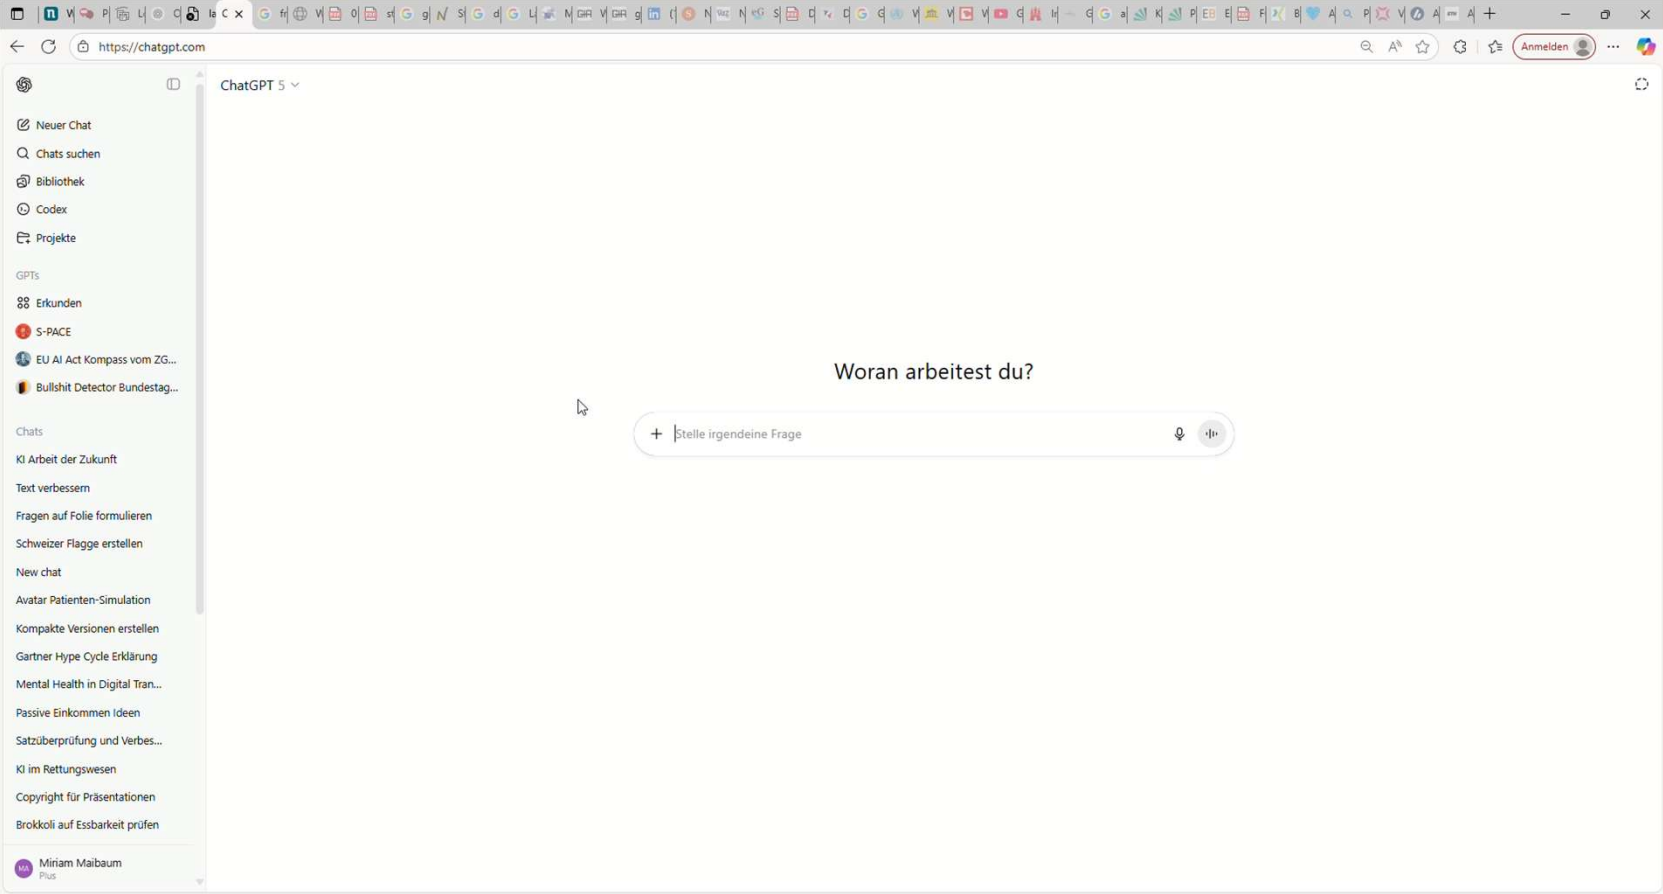 https://chatgpt.com
Anmelden
ChatGPT 5
Neuer Chat
Chats suchen
Bibliothek
Codex
Projekte
GPTs
Erkunden
S-PACE
EU AI Act Kompass vom ZG...
Bullshit Detector Bundestag...
Chats
KI Arbeit der Zukunft
Text verbessern
Fragen auf Folie formulieren
Schweizer Flagge erstellen
New chat
Avatar Patienten-Simulation
Kompakte Versionen erstellen
Gartner Hype Cycle Erklärung
Mental Health in Digital Tran...
Passive Einkommen Ideen
Satzüberprüfung und Verbes...
KI im Rettungswesen
Copyright für Präsentationen
Brokkoli auf Essbarkeit prüfen
MA
Miriam Maibaum
Plus
Woran arbeitest du?
Stelle irgendeine Frage